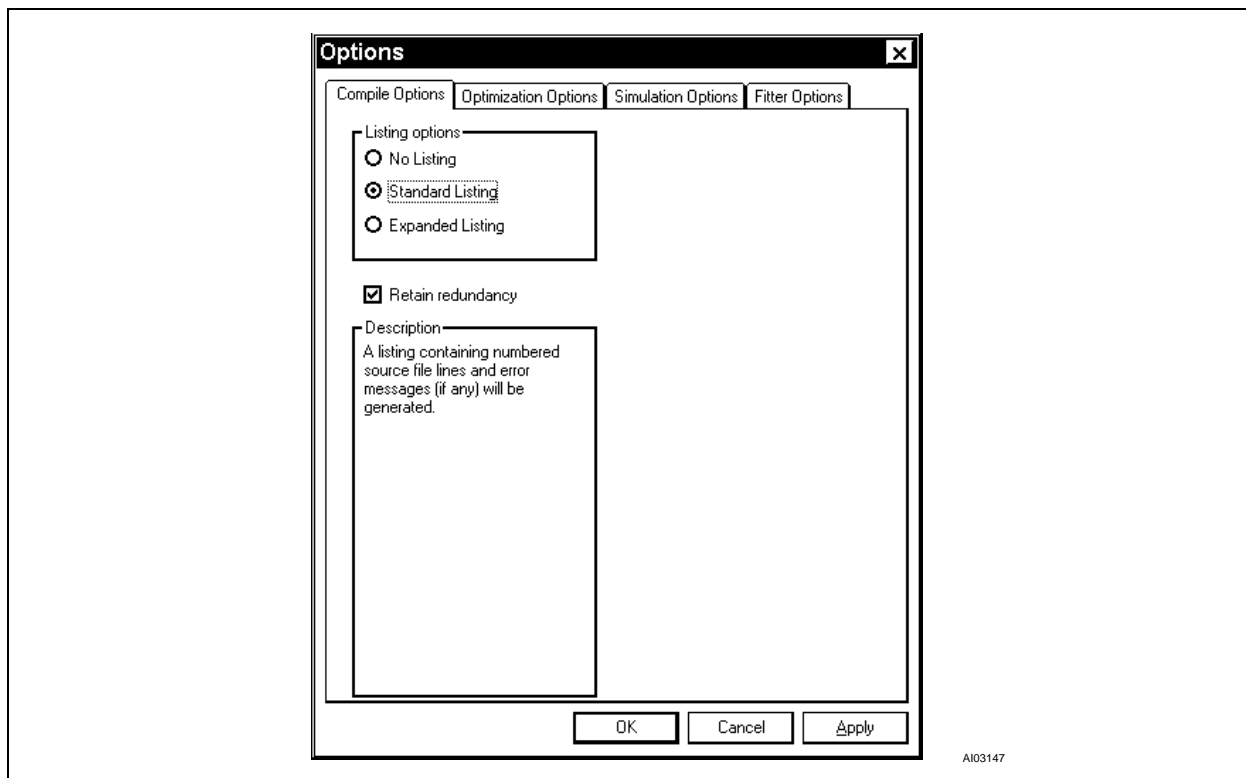 Options
Compile Options Optimization Options Simulation Options Fitter Options
Listing options
No Listing
Standard Listing
Expanded Listing
Retain redundancy
Description
A listing containing numbered
source file lines and error
messages (if any) will be
generated.
OK Cancel Apply
AI03147